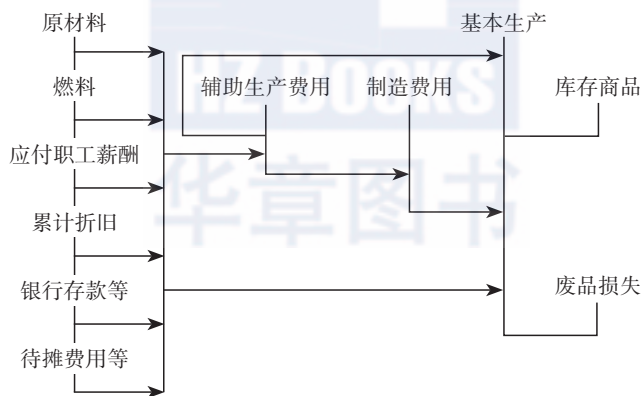 原材料
基本生产
燃料
辅助生产费用
制造费用
库存商品
应付职工薪酬
累计折旧
银行存款等
废品损失
待摊费用等
HZ BOOKS
华章图书